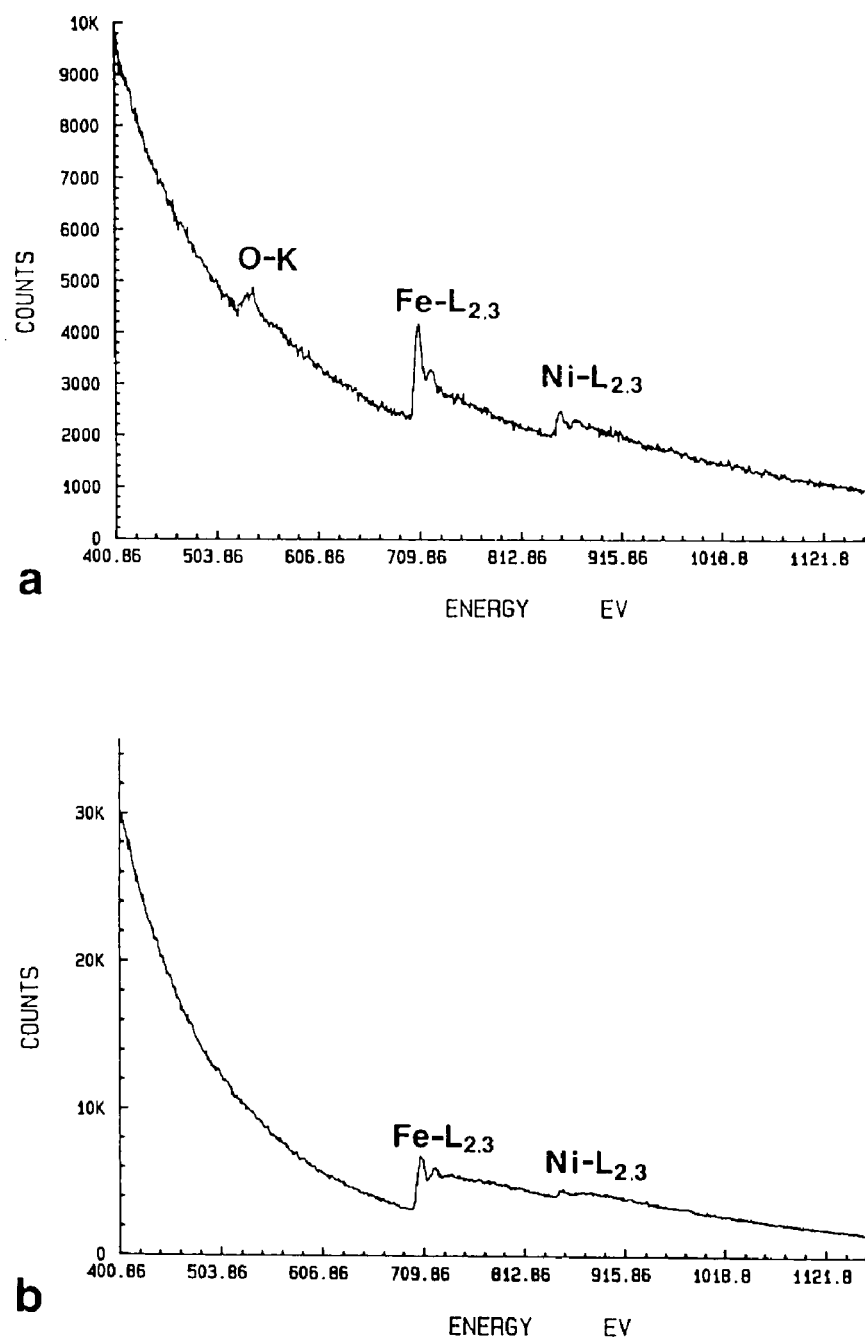 10K
9000
8000
7000
6000
5000
4000
3000
2000
1000
0
COUNTS
O-K
Fe-L2,3
Ni-L2,3
400.86 503.86 606.86 709.86 812.86 915.86 1018.8 1121.8
a
ENERGY EV
30K
20K
10K
0
COUNTS
Fe-L2,3
Ni-L2,3
400.86 503.86 606.86 709.86 812.86 915.86 1018.8 1121.8
b
ENERGY EV